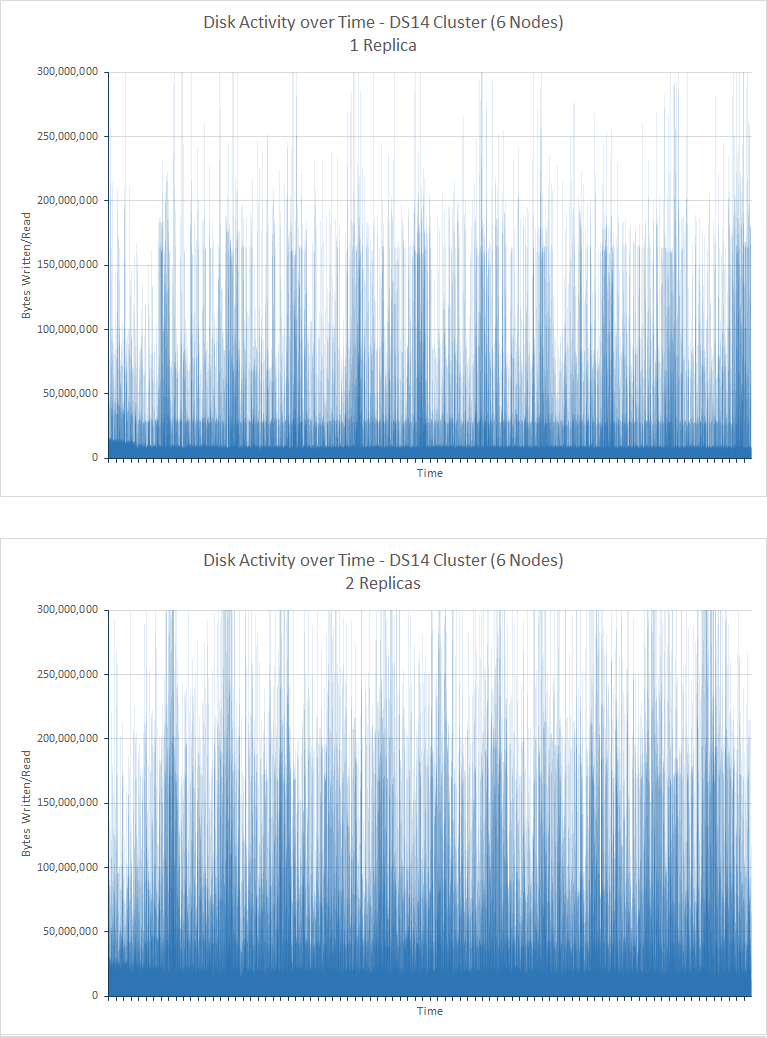 Disk Activity over Time - DS14 Cluster (6 Nodes)
1 Replica
300,000,000
250,000,000
200,000,000
150,000,000
100,000,000
50,000,000
0
Bytes Written/Read
Time
Disk Activity over Time - DS14 Cluster (6 Nodes)
2 Replicas
300,000,000
250,000,000
200,000,000
150,000,000
100,000,000
50,000,000
0
Bytes Written/Read
Time